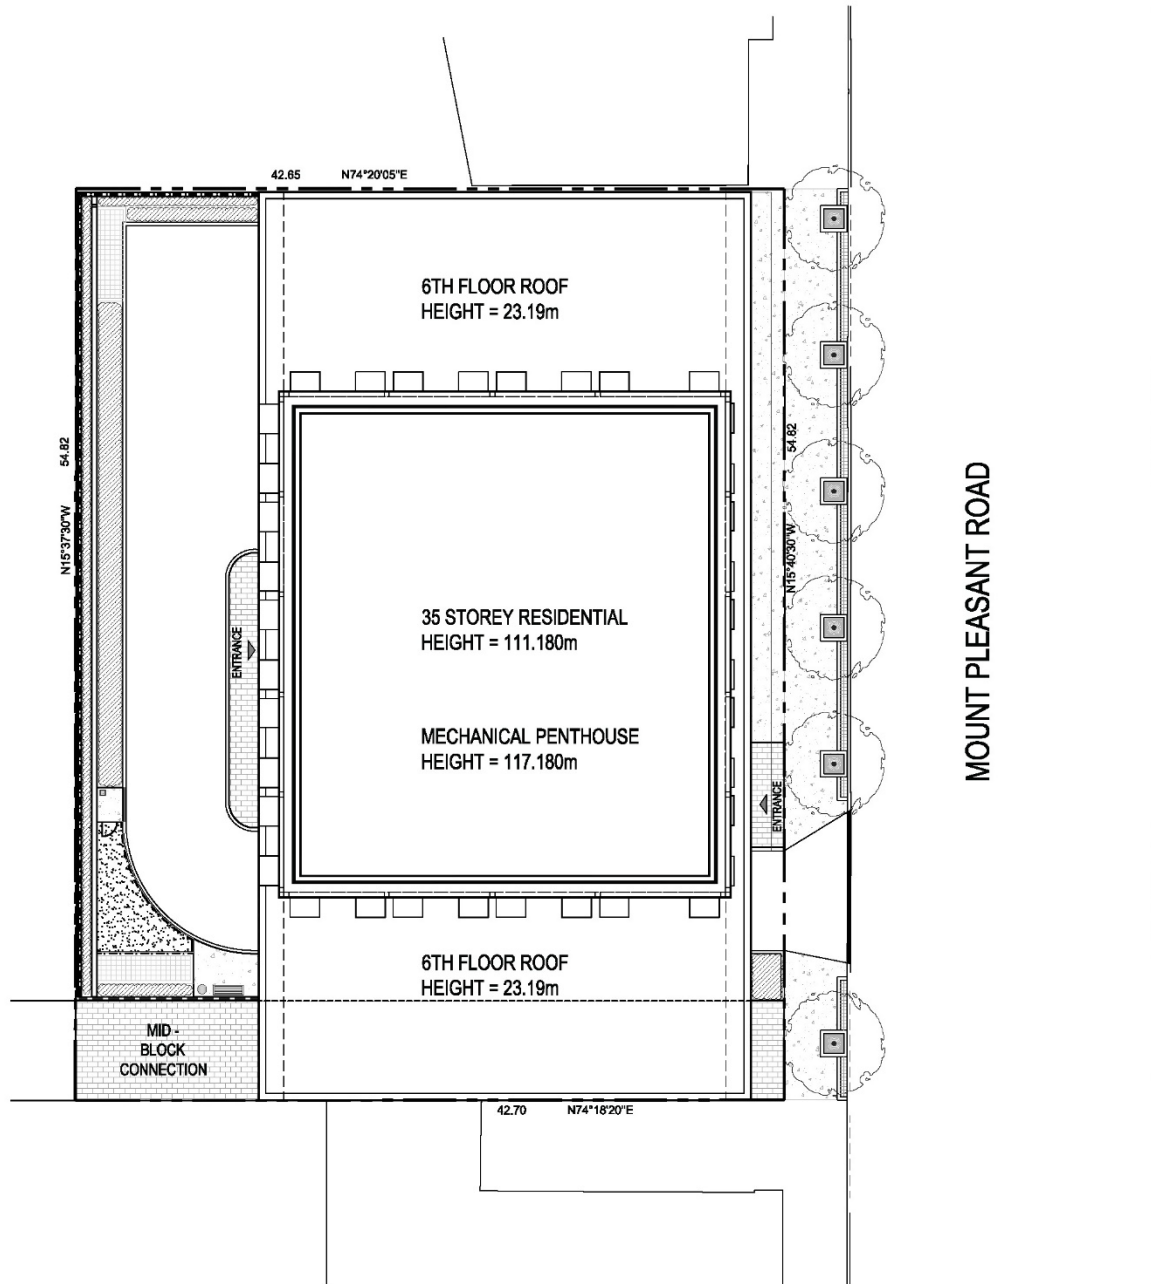 42.65 N74°20'05"E
6TH FLOOR ROOF
HEIGHT = 23.19m
54.82
N15°37'30"W
54.82
N15°40'30"W
MOUNT PLEASANT ROAD
ENTRANCE
35 STOREY RESIDENTIAL
HEIGHT = 111.180m
MECHANICAL PENTHOUSE
HEIGHT = 117.180m
ENTRANCE
6TH FLOOR ROOF
HEIGHT = 23.19m
MID -
BLOCK
CONNECTION
42.70 N74°18'20"E